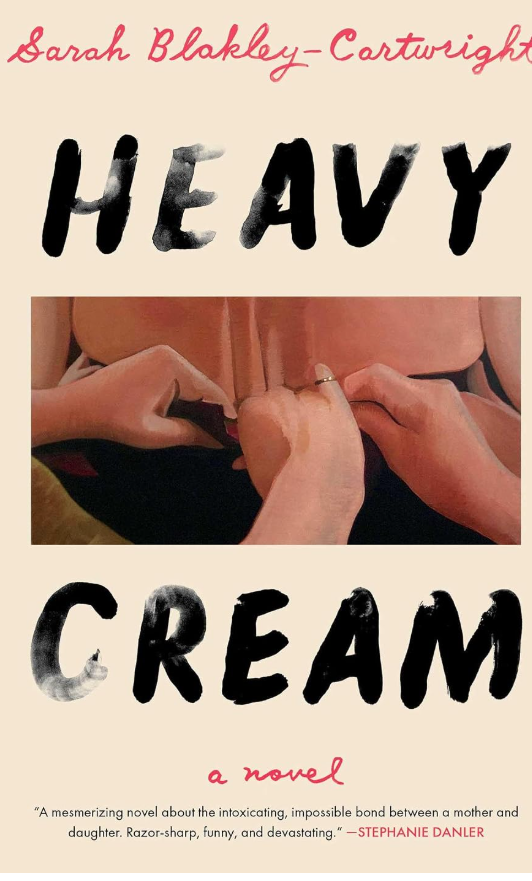 Sarah Blakley-Cartwright
HEAVY
CREAM
a novel
“A mesmerizing novel about the intoxicating, impossible bond between a mother and
daughter. Razor-sharp, funny, and devastating.” —STEPHANIE DANLER